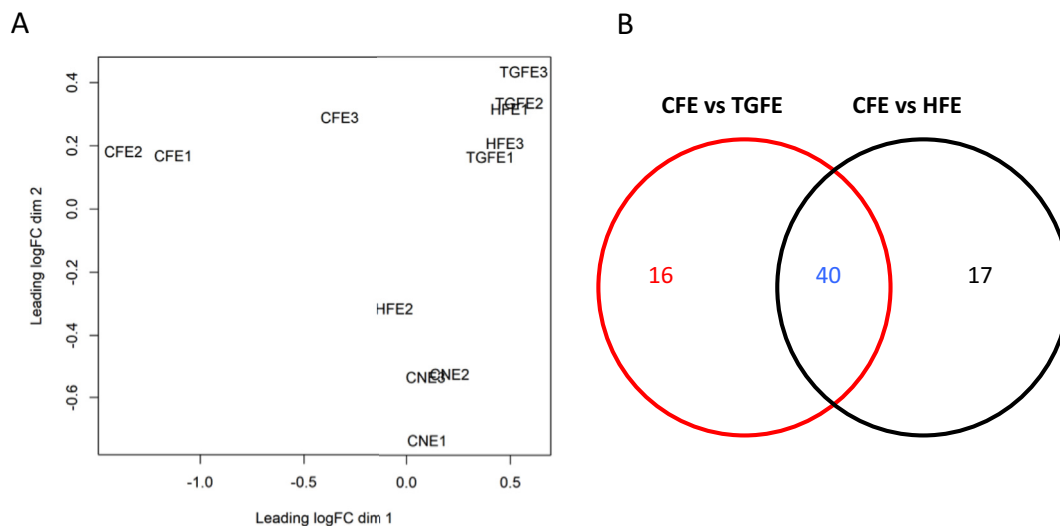 A
B
Leading logFC dim 2
0.4
0.2
0.0
-0.2
-0.4
-0.6
TGFE3
TGFE2
HFE1
CFE3
HFE3
CFE2
CFE1
TGFE1
HFE2
CNE3
CNE2
CNE1
-1.0
-0.5
0.0
0.5
Leading logFC dim 1
CFE vs TGFE
CFE vs HFE
16
40
17